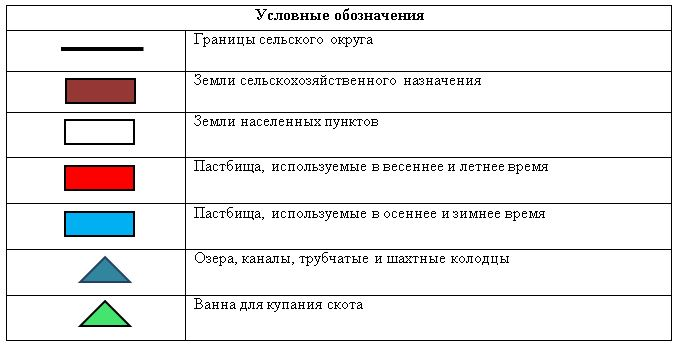 Условные обозначения
Границы сельского округа
Земли сельскохозяйственного назначения
Земли населенных пунктов
Пастбища, используемые в весеннее и летнее время
Пастбища, используемые в осеннее и зимнее время
Озера, каналы, трубчатые и шахтные колодцы
Ванна для купания скота